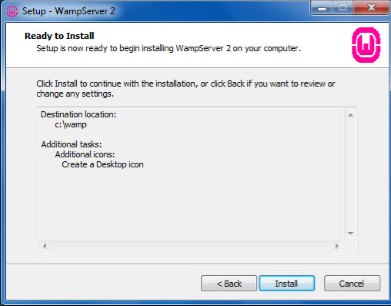 Setup - WampServer 2
Ready to Install
Setup is now ready to begin installing WampServer 2 on your computer.
Click Install to continue with the installation, or click Back if you want to review or
change any settings.
Destination location:
c:\wamp
Additional tasks:
Additional icons:
Create a Desktop icon
< Back
Install
Cancel